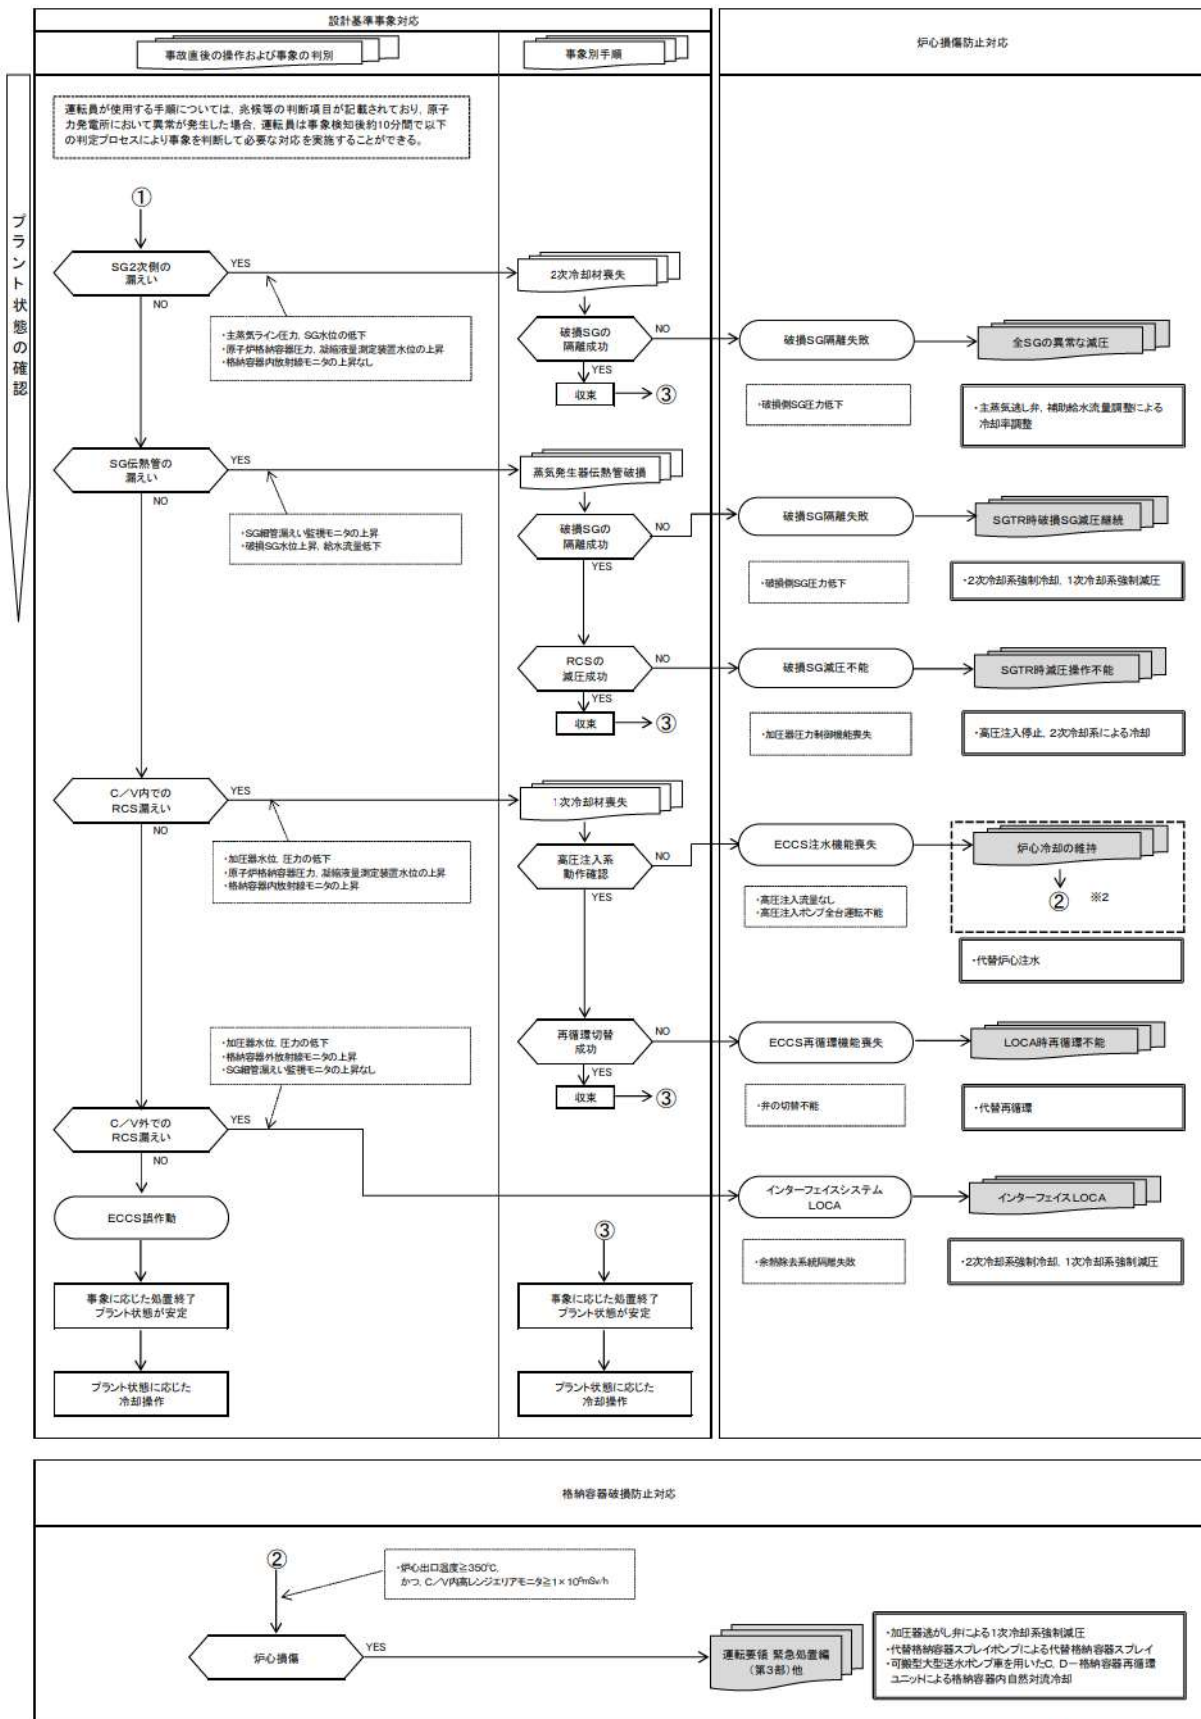 設計基準事象対応
事故直後の操作および事象の判別
事象別手順
炉心損傷防止対応
プラント状態の確認
運転員が使用する手順については，兆候等の判断項目が記載されており，原子
力発電所において異常が発生した場合，運転員は事象検知後約10分間で以下
の判定プロセスにより事象を判断して必要な対応を実施することができる。
①
SG2次側の
漏えい
YES
NO
・主蒸気ライン圧力，SG水位の低下
・原子炉格納容器圧力，凝縮液量測定装置水位の上昇
・格納容器内放射線モニタの上昇なし
2次冷却材喪失
破損SGの
隔離成功
NO
YES
収束
③
破損SG隔離失敗
・破損側SG圧力低下
全SGの異常な減圧
・主蒸気逃し弁，補助給水流量調整による
冷却率調整
SG伝熱管の
漏えい
YES
NO
・SG細管漏えい監視モニタの上昇
・破損SG水位上昇，給水流量低下
蒸気発生器伝熱管破損
破損SGの
隔離成功
NO
YES
破損SG隔離失敗
・破損側SG圧力低下
SGTR時破損SG減圧継続
・2次冷却系強制冷却，1次冷却系強制減圧
RCSの
減圧成功
NO
YES
収束
③
破損SG減圧不能
・加圧器圧力制御機能喪失
SGTR時減圧操作不能
・高圧注入停止，2次冷却系による冷却
C／V内での
RCS漏えい
YES
NO
・加圧器水位，圧力の低下
・原子炉格納容器圧力，凝縮液量測定装置水位の上昇
・格納容器内放射線モニタの上昇
1次冷却材喪失
高圧注入系
動作確認
NO
YES
ECCS注水機能喪失
・高圧注入流量なし
・高圧注入ポンプ全台運転不能
炉心冷却の維持
② ※2
・代替炉心注水
再循環切替
成功
NO
YES
収束
③
ECCS再循環機能喪失
・弁の切替不能
LOCA時再循環不能
・代替再循環
・加圧器水位，圧力の低下
・格納容器外放射線モニタの上昇
・SG細管漏えい監視モニタの上昇なし
C／V外での
RCS漏えい
YES
NO
インターフェイスシステム
LOCA
・余熱除去系統隔離失敗
インターフェイスLOCA
・2次冷却系強制冷却，1次冷却系強制減圧
ECCS誤作動
事象に応じた処置終了
プラント状態が安定
プラント状態に応じた
冷却操作
③
事象に応じた処置終了
プラント状態が安定
プラント状態に応じた
冷却操作
格納容器破損防止対応
②
・炉心出口温度≧350℃，
かつ，C／V内高レンジエリアモニタ≧1×10⁵mSv/h
炉心損傷
YES
運転要領 緊急処置編
（第3部）他
・加圧器逃がし弁による1次冷却系強制減圧
・代替格納容器スプレイポンプによる代替格納容器スプレイ
・可搬型大型送水ポンプ車を用いたC，D－格納容器再循環
ユニットによる格納容器内自然対流冷却